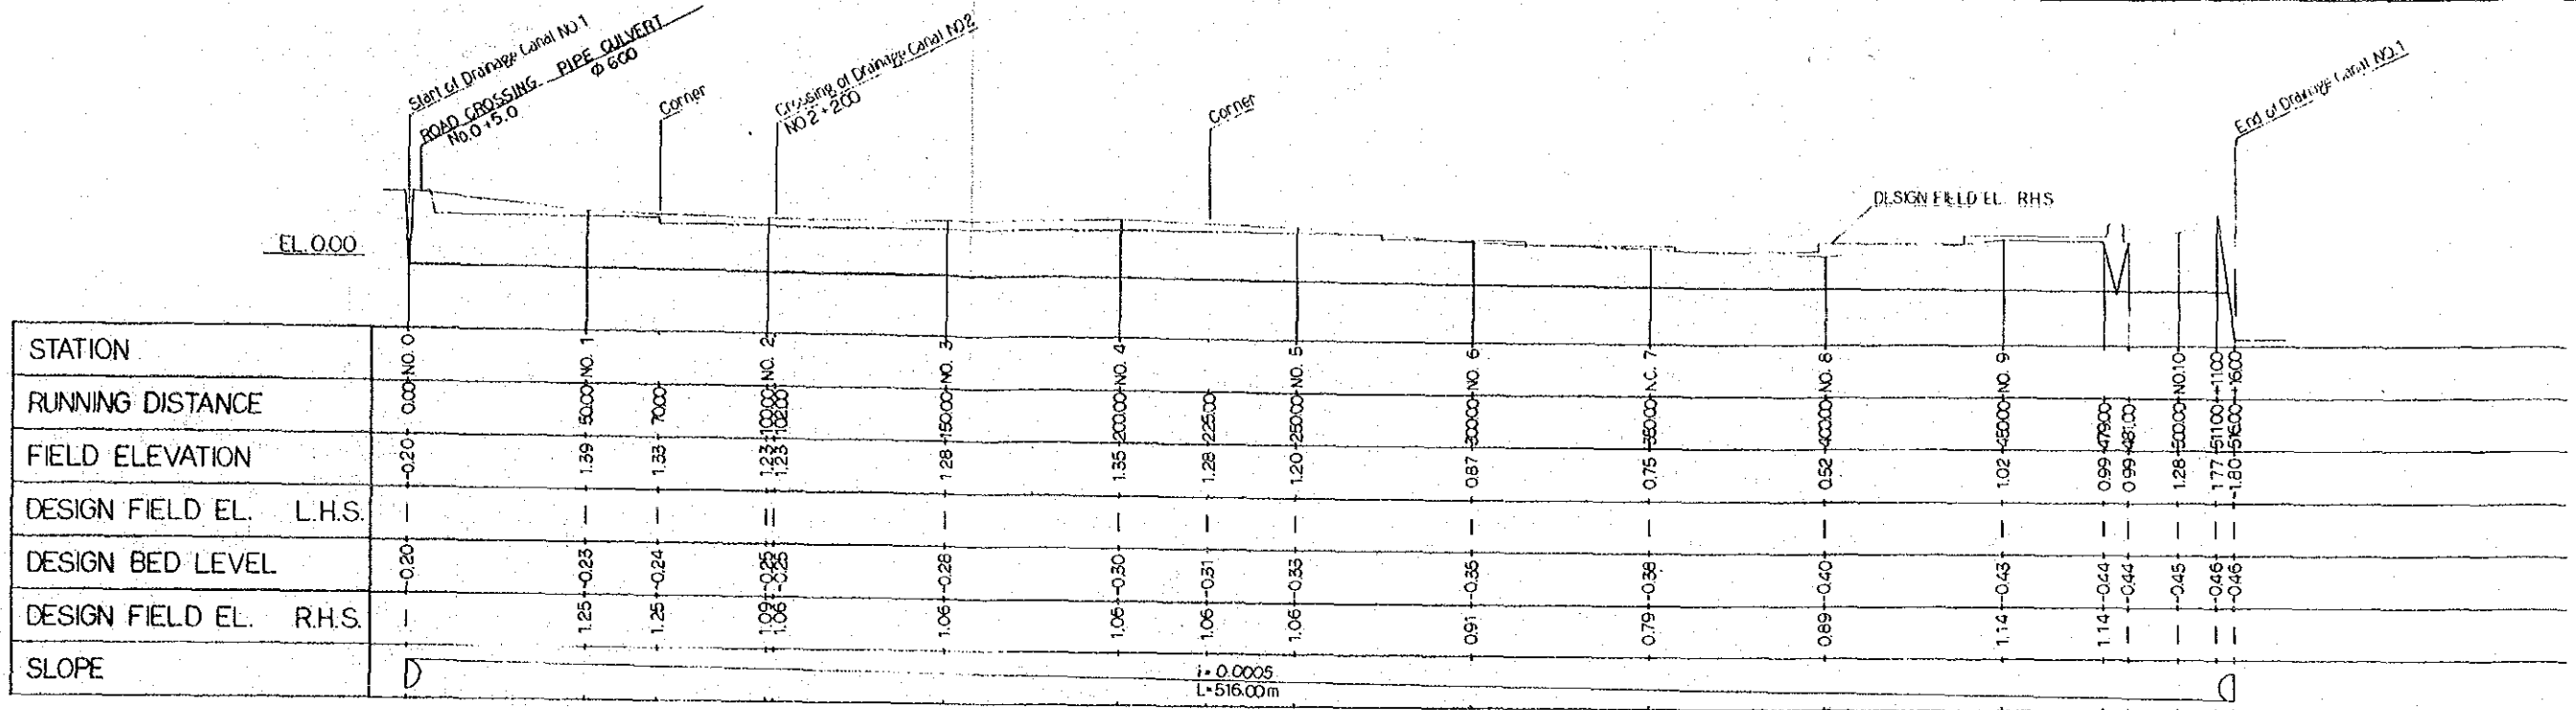 Start of Drainage Canal NO.1
ROAD CROSSING PIPE CULVERT
Ø 600
No.0+5.0
Corner
Crossing of Drainage Canal NO2
NO 2+2.00
Corner
End of Drainage Canal NO.1
DESIGN FIELD EL. RHS
EL. 0.00
STATION
NO. 0 NO. 1 NO. 2 NO. 3 NO. 4 NO. 5 NO. 6 NO. 7 NO. 8 NO. 9 NO.10 +11.00 +16.00
RUNNING DISTANCE
0.00 50.00 70.00 100.00 102.00 150.00 200.00 225.00 250.00 300.00 350.00 400.00 450.00 479.00 481.00 500.00 511.00 516.00
FIELD ELEVATION
-0.20 1.39 1.33 1.23 1.23 1.28 1.35 1.28 1.20 0.87 0.75 0.52 1.02 0.99 0.99 1.28 1.77 -1.80
DESIGN FIELD EL. L.H.S.
— — — — — — — — — — — — — — — — — —
DESIGN BED LEVEL
-0.20 -0.23 -0.24 -0.25 -0.25 -0.28 -0.30 -0.31 -0.33 -0.35 -0.38 -0.40 -0.43 -0.44 -0.44 -0.45 -0.46 -0.46
DESIGN FIELD EL. R.H.S.
— 1.25 1.25 1.09 1.06 1.06 1.06 1.06 1.06 0.91 0.79 0.89 1.14 1.14 — — — —
SLOPE
i=0.0005
L=516.00m